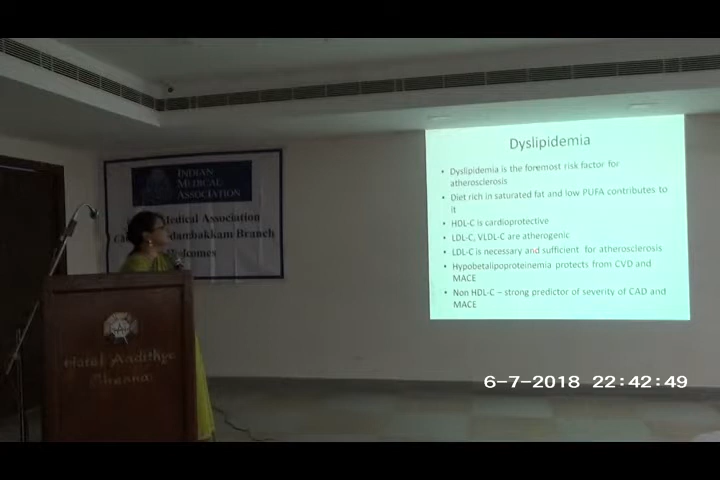 INDIAN
MEDICAL
ASSOCIATION
Medical Association
dambakkam Branch
Dyslipidemia
• Dyslipidemia is the foremost risk factor for
atherosclerosis
• Diet rich in saturated fat and low PUFA contributes to
it
• HDL-C is cardioprotective
• LDL-C, VLDL-C are atherogenic
• LDL-C is necessary and sufficient for atherosclerosis
• Hypobetalipoproteinemia protects from CVD and
MACE
• Non HDL-C – strong predictor of severity of CAD and
MACE
Hotel Aadithya
6-7-2018 22:42:49